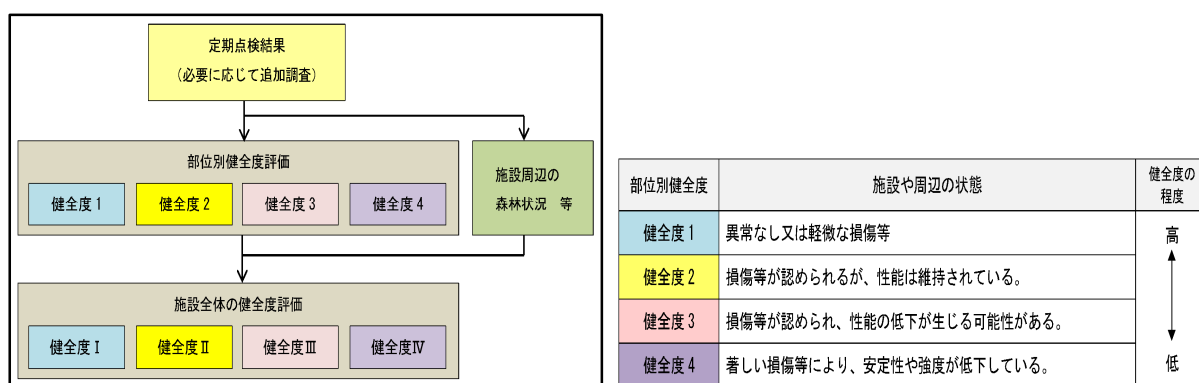 定期点検結果
（必要に応じて追加調査）
部位別健全度評価
健全度１
健全度２
健全度３
健全度４
施設周辺の
森林状況　等
施設全体の健全度評価
健全度Ⅰ
健全度Ⅱ
健全度Ⅲ
健全度Ⅳ
部位別健全度
施設や周辺の状態
健全度の
程度
健全度１
異常なし又は軽微な損傷等
高
健全度２
損傷等が認められるが、性能は維持されている。
健全度３
損傷等が認められ、性能の低下が生じる可能性がある。
健全度４
著しい損傷等により、安定性や強度が低下している。
低